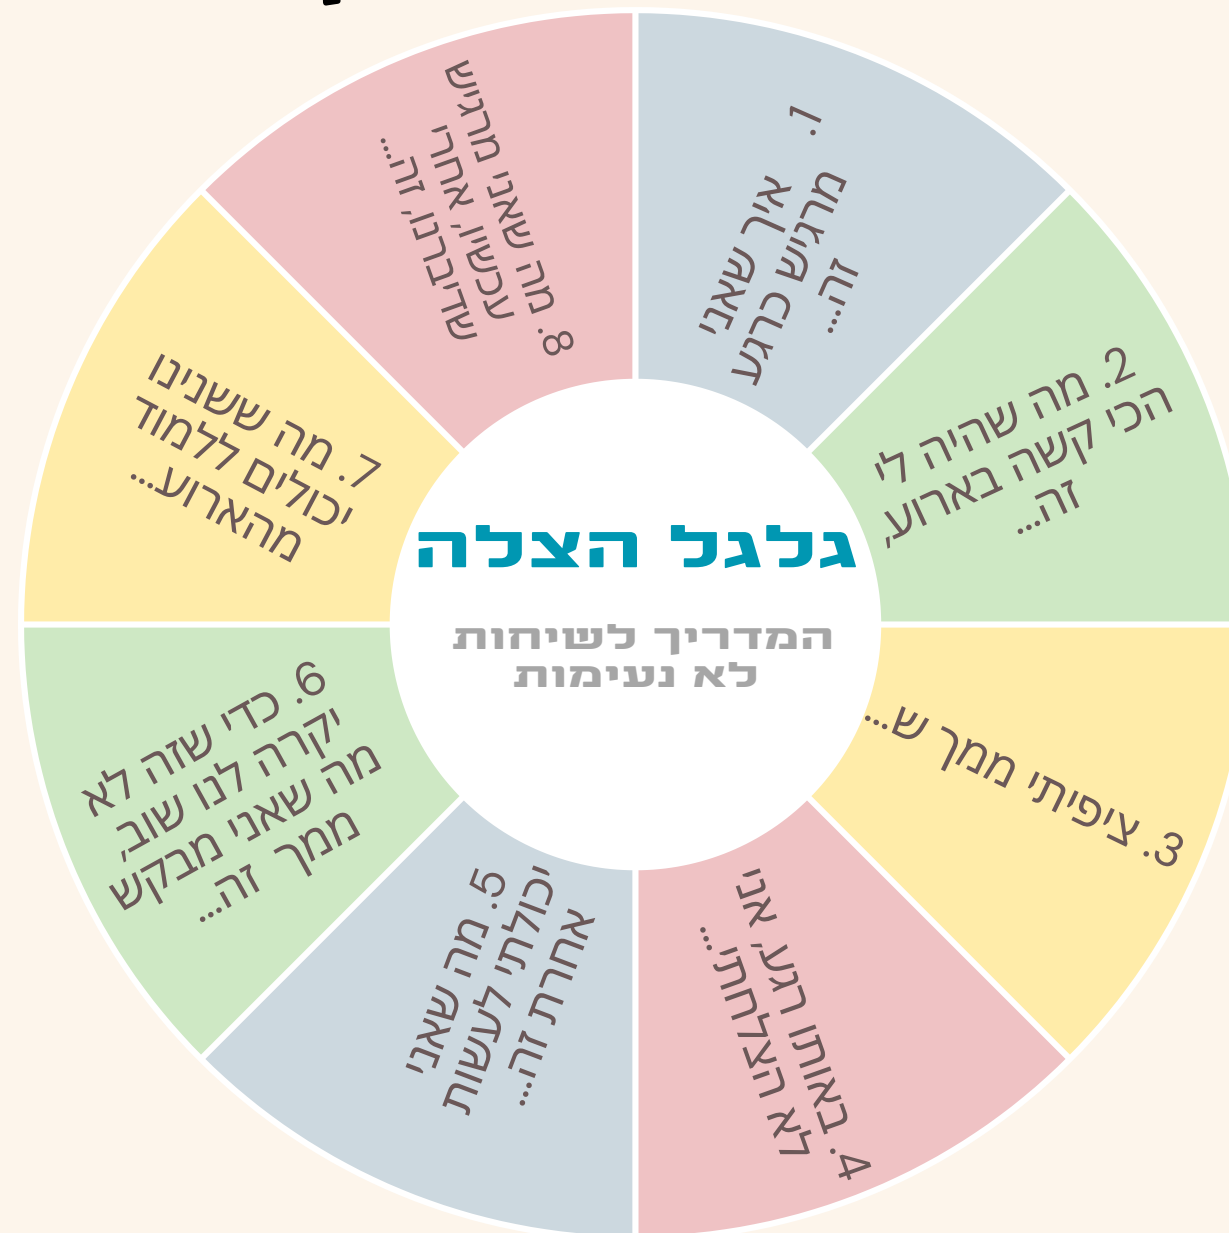 גלגל הצלה
המדריך לשיחות
לא נעימות
1. איך שאני
מרגיש כרגע
זה...
2. מה שהיה לי
הכי קשה בארוע,
זה...
3. ציפיתי ממך ש...
4. באותו רגע, אני
לא הצלחתי...
5. מה שאני
יכולתי לעשות
אחרת זה...
6. כדי שזה לא
יקרה לנו שוב,
מה שאני מבקש
ממך זה...
7. מה ששנינו
יכולים ללמוד
מהארוע...
8. מה שאני מרגיש
עכשיו, אחרי
שדיברנו, זה...